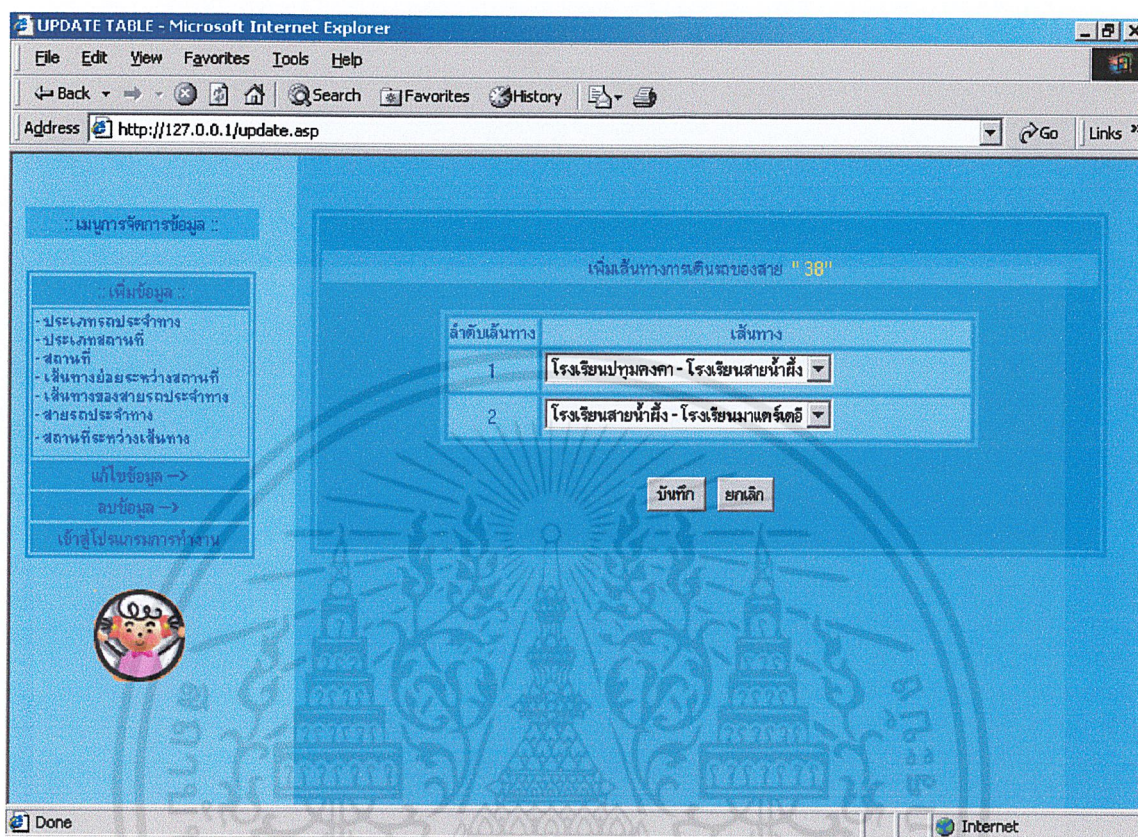 UPDATE TABLE - Microsoft Internet Explorer
File Edit View Favorites Tools Help
Back Search Favorites History
Address http://127.0.0.1/update.asp Go Links »
:: เมนูการจัดการข้อมูล ::
:: เพิ่มข้อมูล ::
- ประเภทรถประจำทาง
- ประเภทสถานที่
- สถานที่
- เส้นทางย่อยระหว่างสถานที่
- เส้นทางของสายรถประจำทาง
- สายรถประจำทาง
- สถานที่ระหว่างเส้นทาง
แก้ไขข้อมูล -->
ลบข้อมูล -->
เข้าสู่โปรแกรมการทำงาน
เพิ่มเส้นทางการเดินรถของสาย " 38"
ลำดับเส้นทาง เส้นทาง
1 โรงเรียนปทุมคงคา - โรงเรียนสายน้ำผึ้ง
2 โรงเรียนสายน้ำผึ้ง - โรงเรียนมาแตร์เดอี
บันทึก ยกเลิก
Done Internet